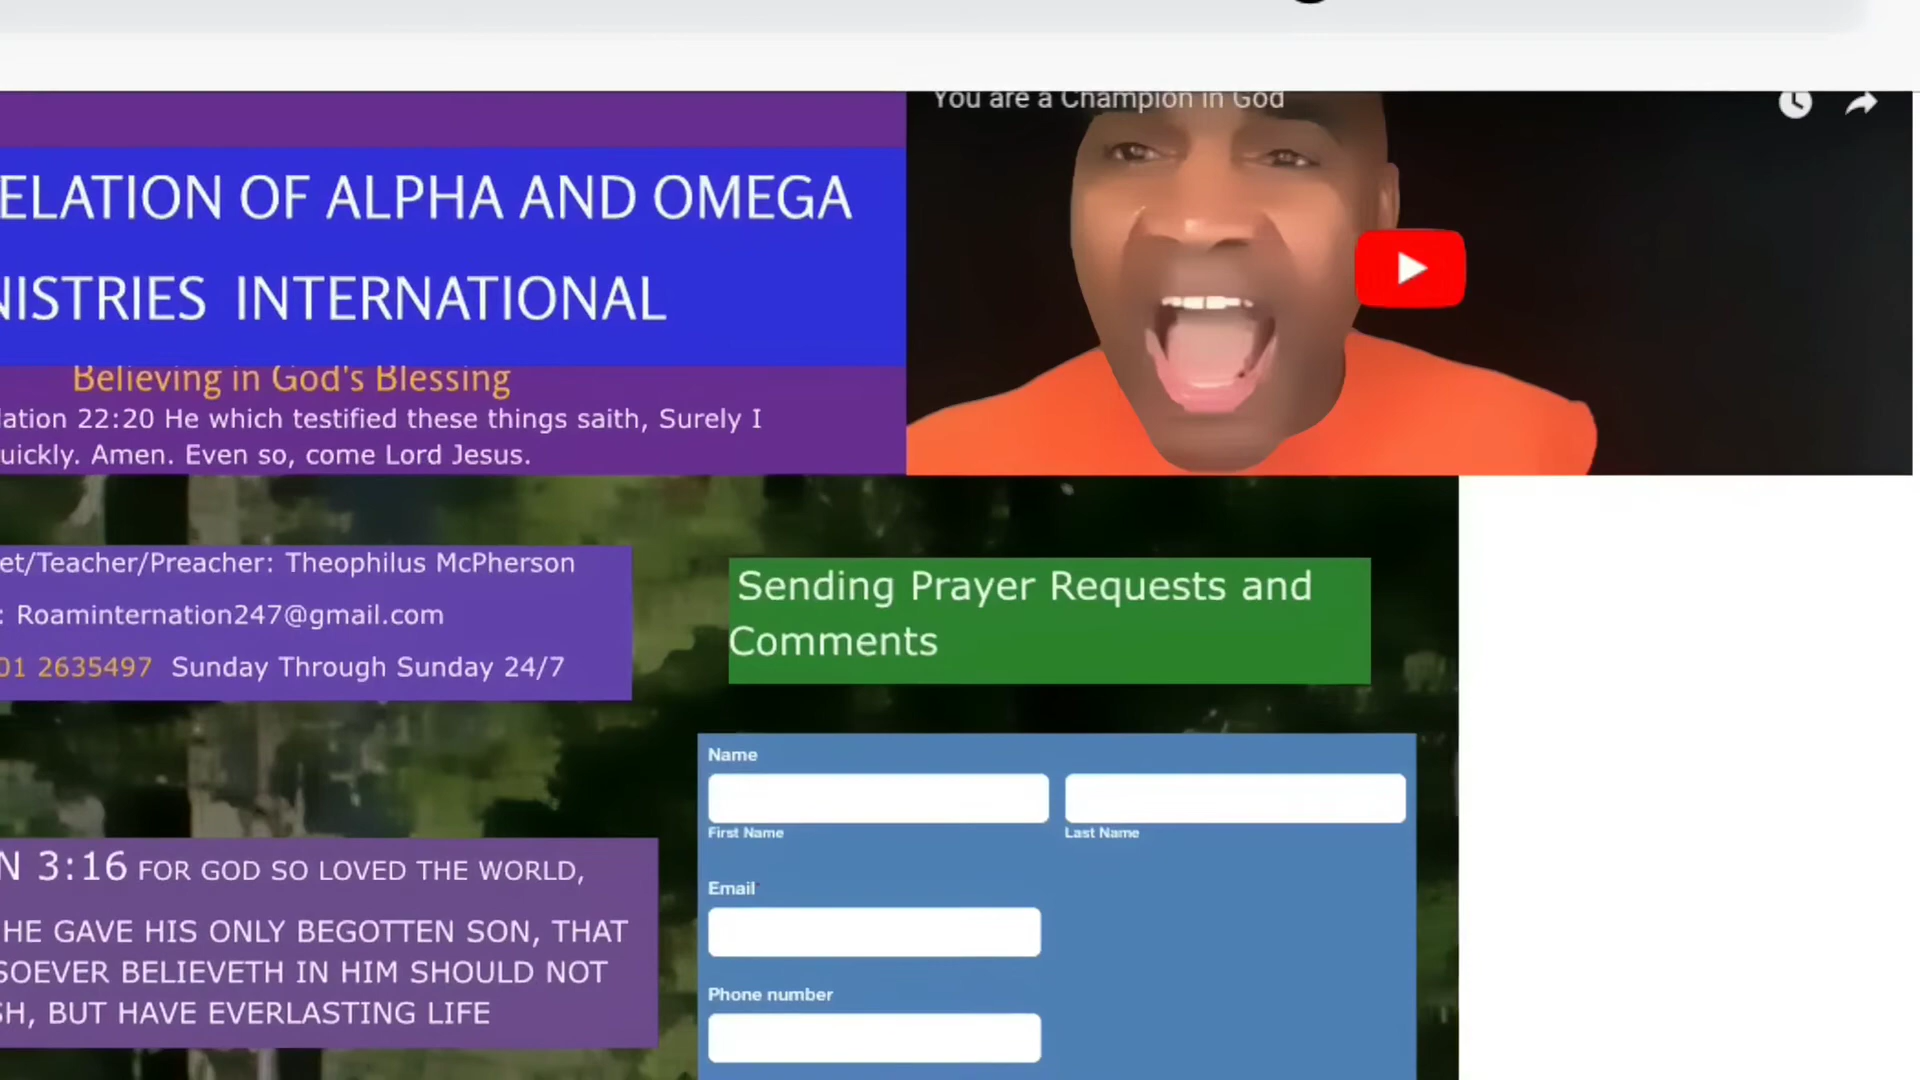 You are a Champion in God
ELATION OF ALPHA AND OMEGA
NISTRIES INTERNATIONAL
Believing in God's Blessing
lation 22:20 He which testified these things saith, Surely I
uickly. Amen. Even so, come Lord Jesus.
et/Teacher/Preacher: Theophilus McPherson
: Roaminternation247@gmail.com
01 2635497 Sunday Through Sunday 24/7
Sending Prayer Requests and
Comments
N 3:16 FOR GOD SO LOVED THE WORLD,
HE GAVE HIS ONLY BEGOTTEN SON, THAT
SOEVER BELIEVETH IN HIM SHOULD NOT
SH, BUT HAVE EVERLASTING LIFE
Name
First Name
Last Name
Email
Phone number